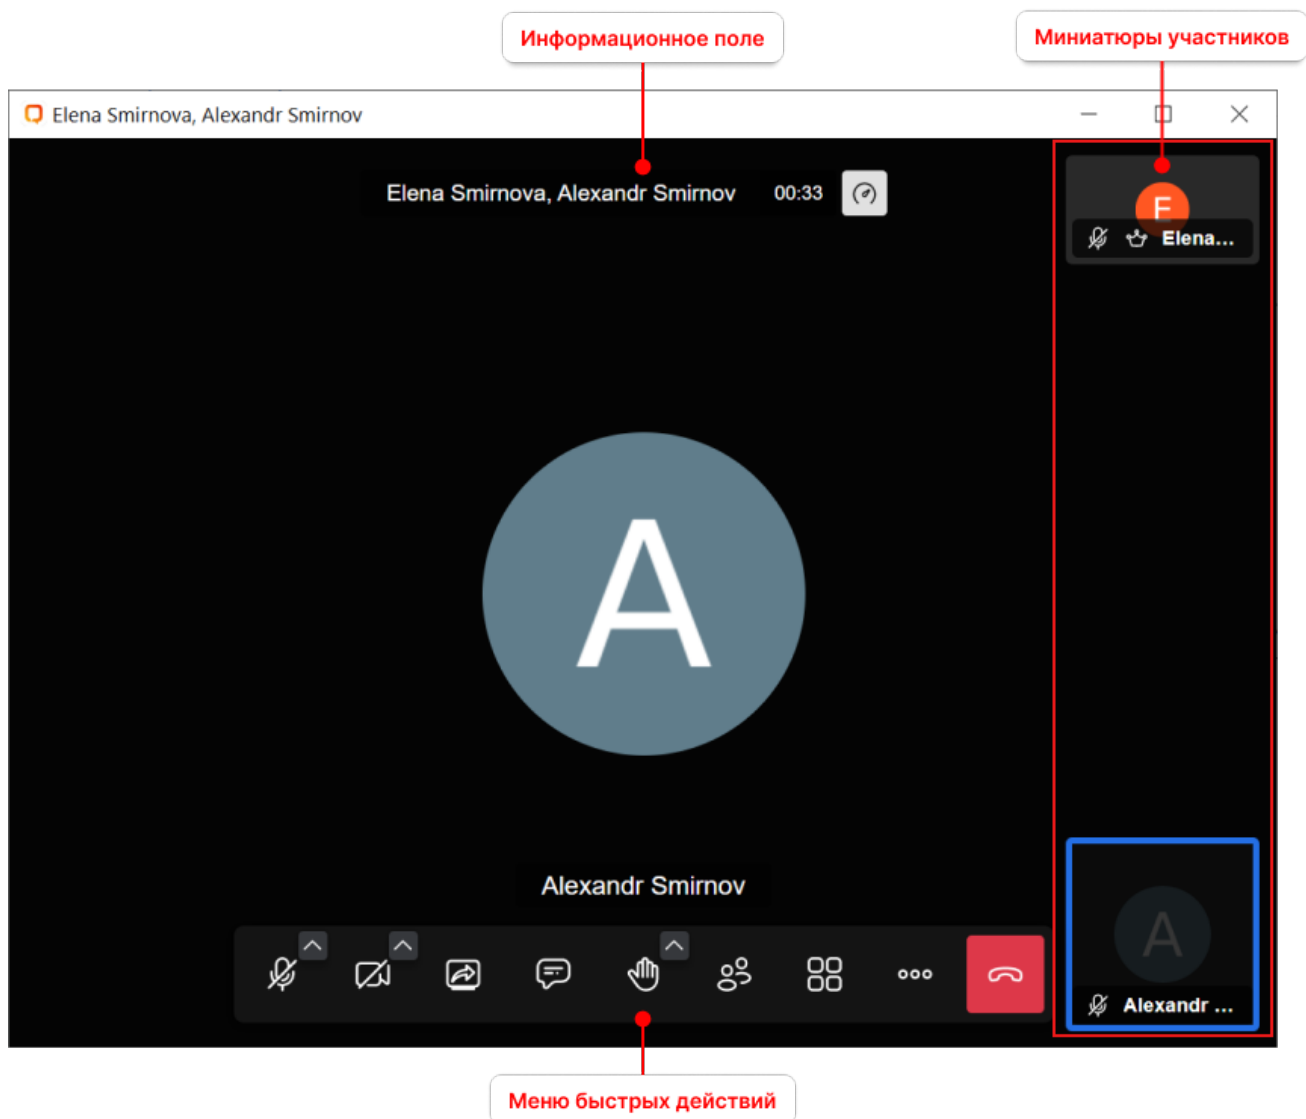 Информационное поле
Миниатюры участников
Elena Smirnova, Alexandr Smirnov
Elena Smirnova, Alexandr Smirnov 00:33
E
Elena...
A
Alexandr Smirnov
A
Alexandr ...
Меню быстрых действий